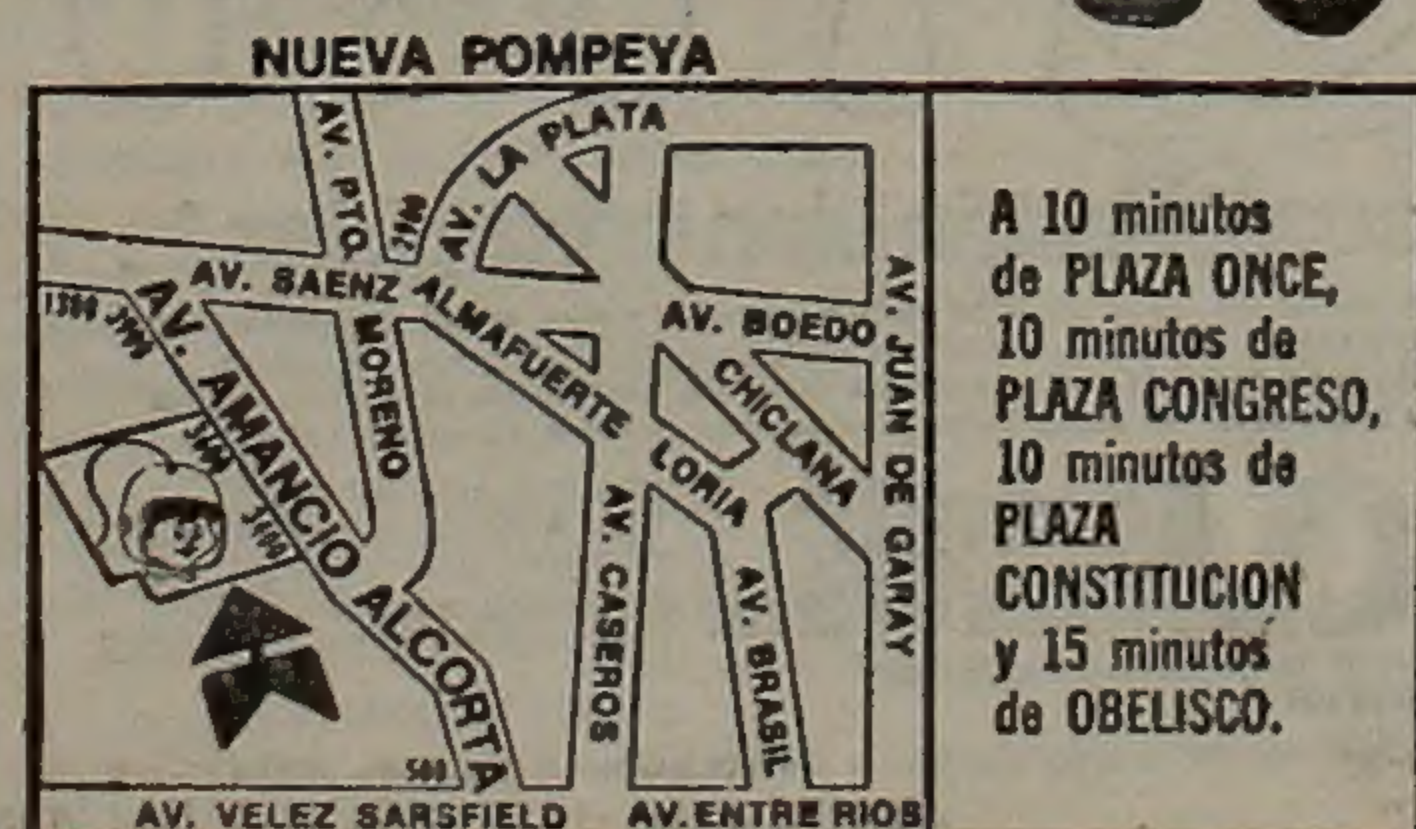 NUEVA POMPEYA
AV. PTO.
MORENO
AV. LA PLATA
2900
AV. SAENZ
ALMAFUERTE
1300
AV. BOEDO
AV. JUAN DE GARAY
CHICLANA
LORIA
AV. AMANCIO ALCORTA
AV. CASEROS
AV. BRASIL
500
AV. VELEZ SARSFIELD
AV. ENTRE RIOS
A 10 minutos
de PLAZA ONCE,
10 minutos de
PLAZA CONGRESO,
10 minutos de
PLAZA
CONSTITUCION
y 15 minutos
de OBELISCO.